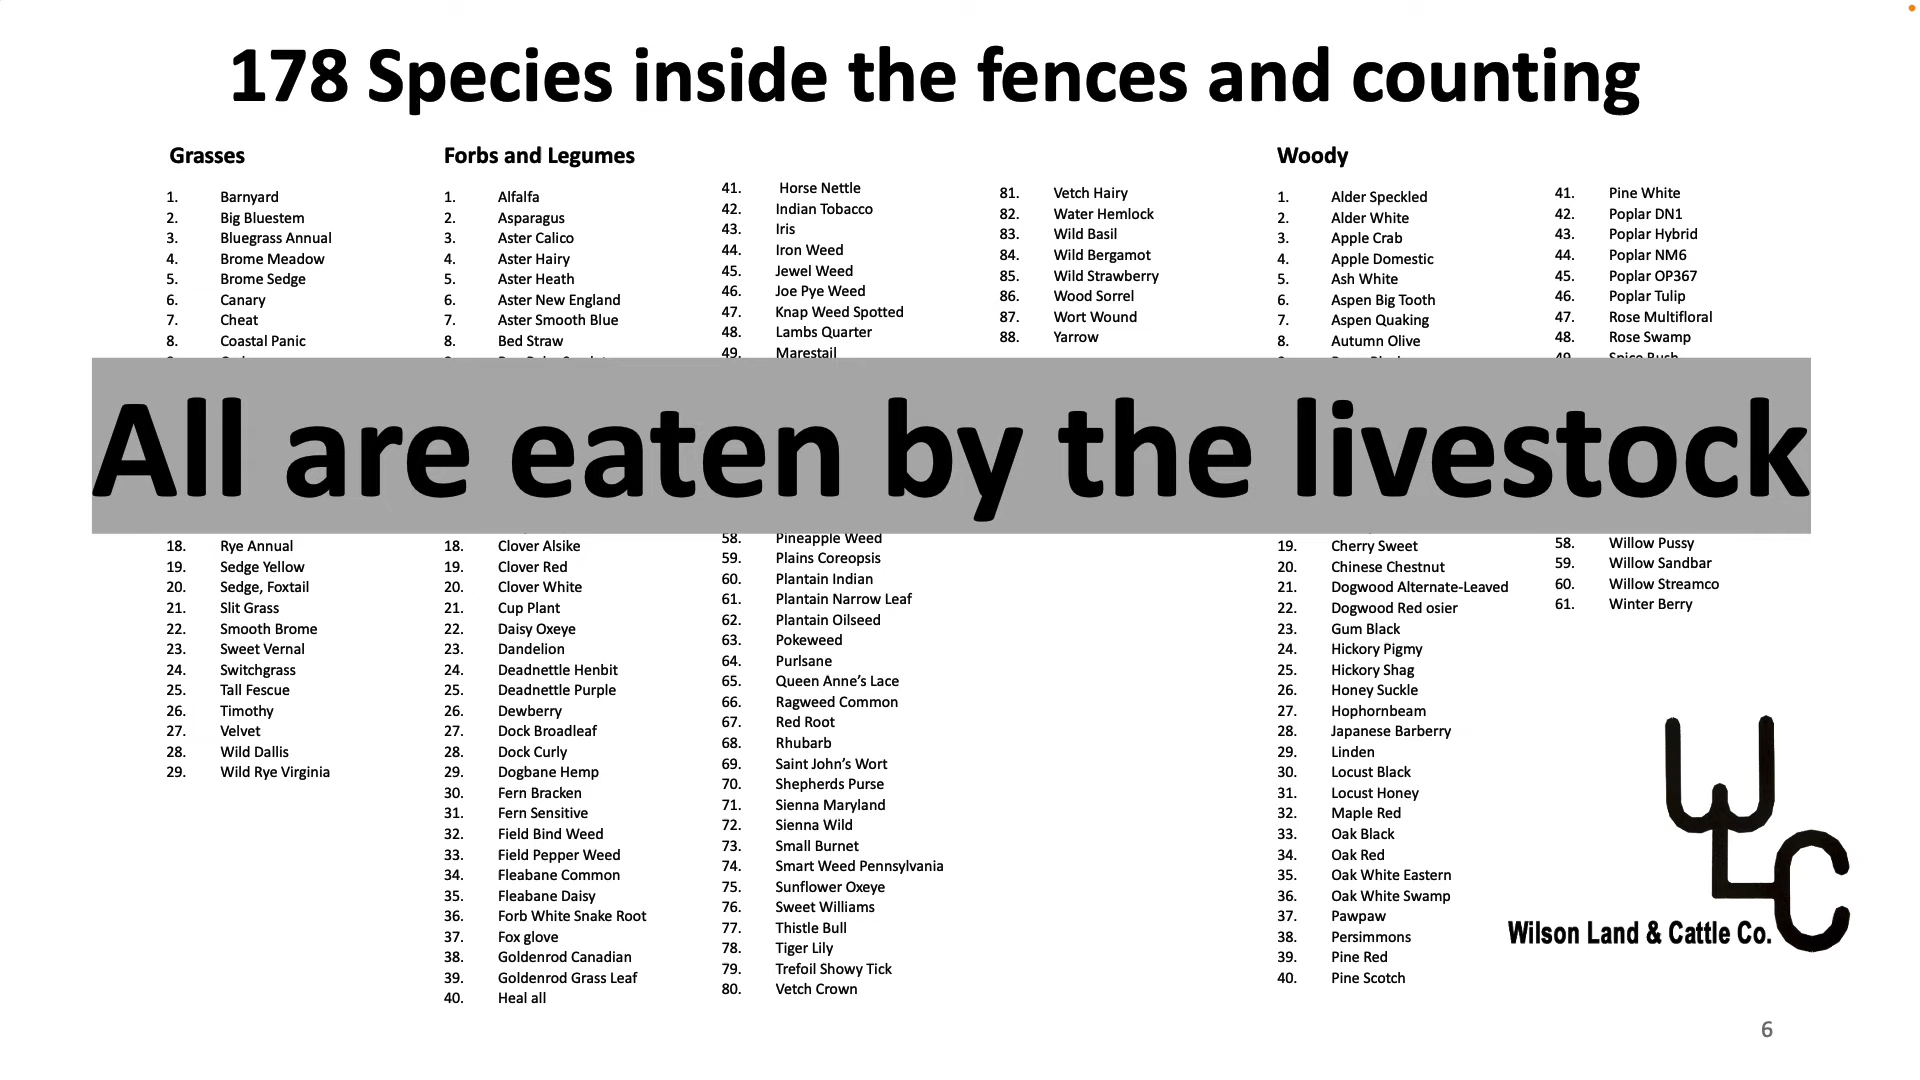 178 Species inside the fences and counting
Grasses
1. Barnyard
2. Big Bluestem
3. Bluegrass Annual
4. Brome Meadow
5. Brome Sedge
6. Canary
7. Cheat
8. Coastal Panic
18. Rye Annual
19. Sedge Yellow
20. Sedge, Foxtail
21. Slit Grass
22. Smooth Brome
23. Sweet Vernal
24. Switchgrass
25. Tall Fescue
26. Timothy
27. Velvet
28. Wild Dallis
29. Wild Rye Virginia
Forbs and Legumes
1. Alfalfa
2. Asparagus
3. Aster Calico
4. Aster Hairy
5. Aster Heath
6. Aster New England
7. Aster Smooth Blue
8. Bed Straw
18. Clover Alsike
19. Clover Red
20. Clover White
21. Cup Plant
22. Daisy Oxeye
23. Dandelion
24. Deadnettle Henbit
25. Deadnettle Purple
26. Dewberry
27. Dock Broadleaf
28. Dock Curly
29. Dogbane Hemp
30. Fern Bracken
31. Fern Sensitive
32. Field Bind Weed
33. Field Pepper Weed
34. Fleabane Common
35. Fleabane Daisy
36. Forb White Snake Root
37. Fox glove
38. Goldenrod Canadian
39. Goldenrod Grass Leaf
40. Heal all
41. Horse Nettle
42. Indian Tobacco
43. Iris
44. Iron Weed
45. Jewel Weed
46. Joe Pye Weed
47. Knap Weed Spotted
48. Lambs Quarter
49. Marestail
58. Pineapple Weed
59. Plains Coreopsis
60. Plantain Indian
61. Plantain Narrow Leaf
62. Plantain Oilseed
63. Pokeweed
64. Purlsane
65. Queen Anne’s Lace
66. Ragweed Common
67. Red Root
68. Rhubarb
69. Saint John’s Wort
70. Shepherds Purse
71. Sienna Maryland
72. Sienna Wild
73. Small Burnet
74. Smart Weed Pennsylvania
75. Sunflower Oxeye
76. Sweet Williams
77. Thistle Bull
78. Tiger Lily
79. Trefoil Showy Tick
80. Vetch Crown
81. Vetch Hairy
82. Water Hemlock
83. Wild Basil
84. Wild Bergamot
85. Wild Strawberry
86. Wood Sorrel
87. Wort Wound
88. Yarrow
Woody
1. Alder Speckled
2. Alder White
3. Apple Crab
4. Apple Domestic
5. Ash White
6. Aspen Big Tooth
7. Aspen Quaking
8. Autumn Olive
19. Cherry Sweet
20. Chinese Chestnut
21. Dogwood Alternate-Leaved
22. Dogwood Red osier
23. Gum Black
24. Hickory Pigmy
25. Hickory Shag
26. Honey Suckle
27. Hophornbeam
28. Japanese Barberry
29. Linden
30. Locust Black
31. Locust Honey
32. Maple Red
33. Oak Black
34. Oak Red
35. Oak White Eastern
36. Oak White Swamp
37. Pawpaw
38. Persimmons
39. Pine Red
40. Pine Scotch
41. Pine White
42. Poplar DN1
43. Poplar Hybrid
44. Poplar NM6
45. Poplar OP367
46. Poplar Tulip
47. Rose Multifloral
48. Rose Swamp
49. Spice Bush
58. Willow Pussy
59. Willow Sandbar
60. Willow Streamco
61. Winter Berry
All are eaten by the livestock
WLC
Wilson Land & Cattle Co.
6